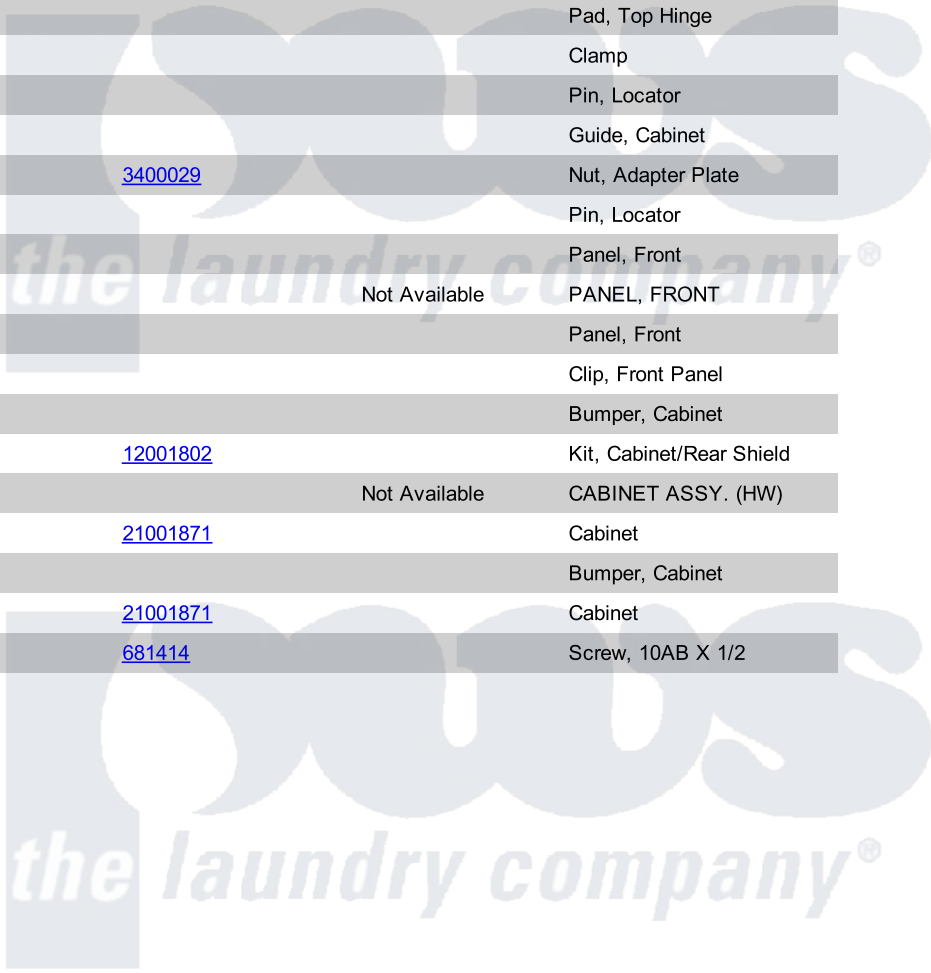 Pad, Top Hinge
Clamp
Pin, Locator
Guide, Cabinet
3400029 Nut, Adapter Plate
Pin, Locator
Panel, Front
the laundry company®
Not Available PANEL, FRONT
Panel, Front
Clip, Front Panel
Bumper, Cabinet
12001802 Kit, Cabinet/Rear Shield
Not Available CABINET ASSY. (HW)
21001871 Cabinet
Bumper, Cabinet
21001871 Cabinet
681414 Screw, 10AB X 1/2
pws
the laundry company®